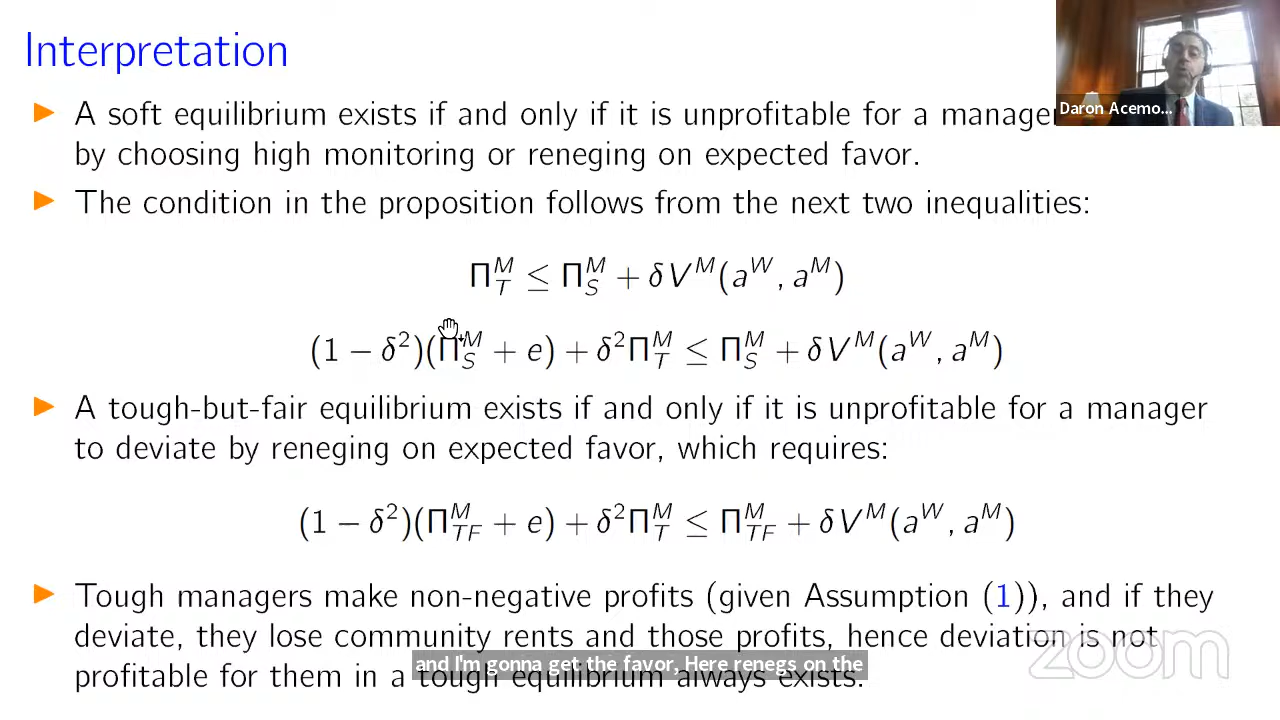 Interpretation
Daron Acemo...
A soft equilibrium exists if and only if it is unprofitable for a manager
by choosing high monitoring or reneging on expected favor.
The condition in the proposition follows from the next two inequalities:
Π_T^M ≤ Π_S^M + δV^M(a^W, a^M)
(1 − δ²)(Π_S^M + e) + δ²Π_T^M ≤ Π_S^M + δV^M(a^W, a^M)
A tough-but-fair equilibrium exists if and only if it is unprofitable for a manager
to deviate by reneging on expected favor, which requires:
(1 − δ²)(Π_TF^M + e) + δ²Π_T^M ≤ Π_TF^M + δV^M(a^W, a^M)
Tough managers make non-negative profits (given Assumption (1)), and if they
deviate, they lose community rents and those profits, hence deviation is not
profitable for them in a tough equilibrium always exists.
and I'm gonna get the favor, Here renegs on the
zoom